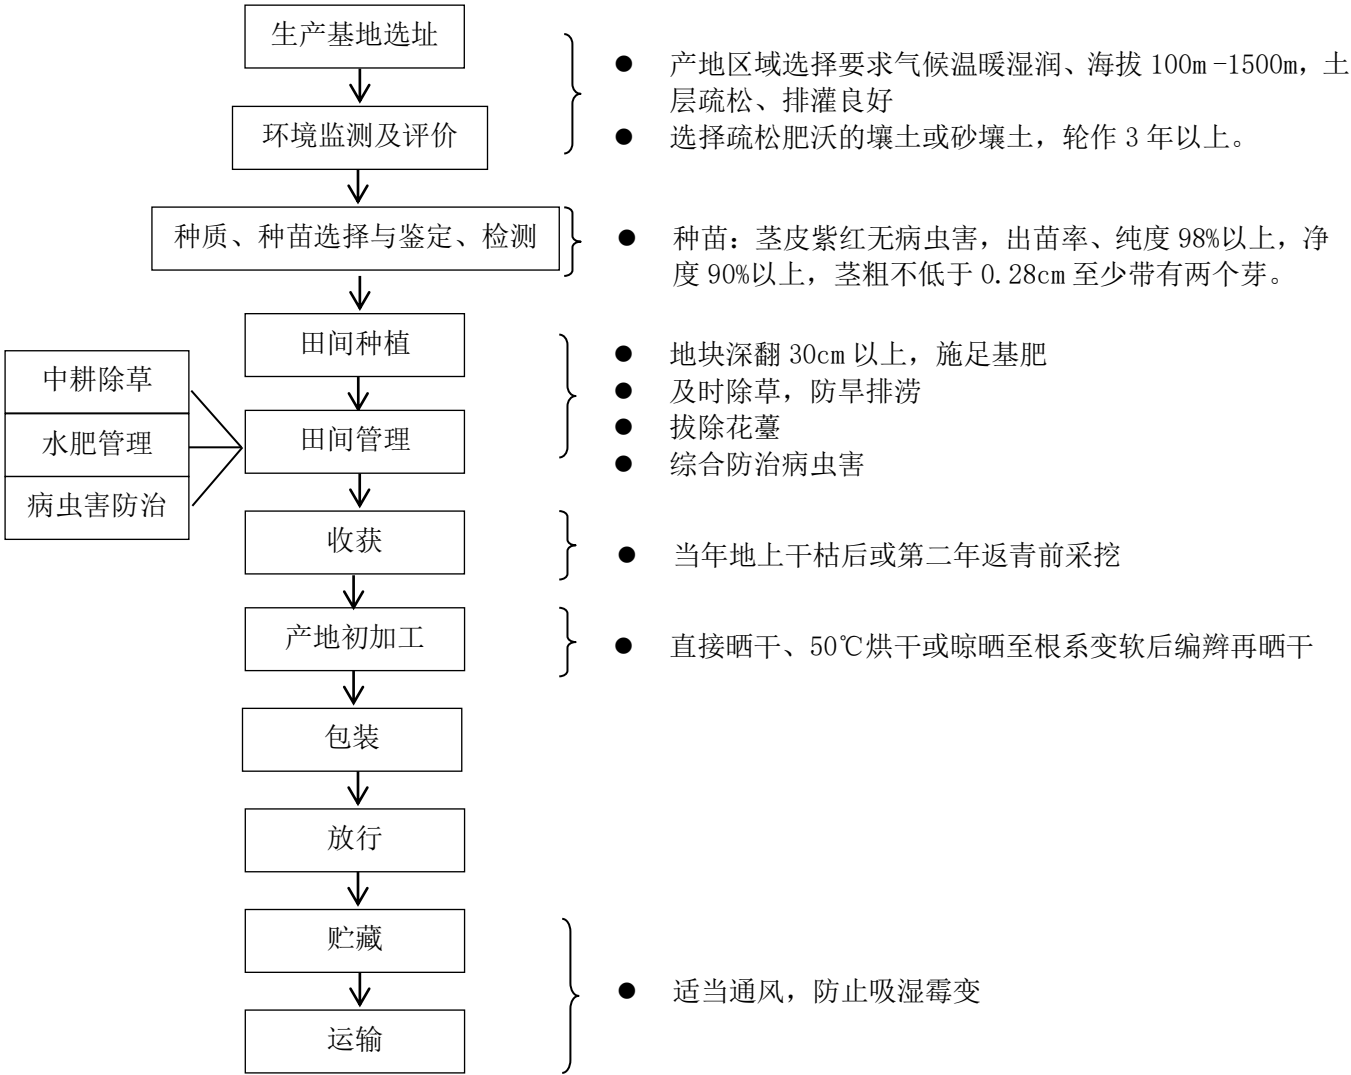 生产基地选址
● 产地区域选择要求气候温暖湿润、海拔 100m-1500m，土
层疏松、排灌良好
环境监测及评价
● 选择疏松肥沃的壤土或砂壤土，轮作 3 年以上。
种质、种苗选择与鉴定、检测
● 种苗：茎皮紫红无病虫害，出苗率、纯度 98%以上，净
度 90%以上，茎粗不低于 0.28cm 至少带有两个芽。
田间种植
● 地块深翻 30cm 以上，施足基肥
● 及时除草，防旱排涝
● 拔除花薹
● 综合防治病虫害
中耕除草
水肥管理
病虫害防治
田间管理
收获
● 当年地上干枯后或第二年返青前采挖
产地初加工
● 直接晒干、50℃烘干或晾晒至根系变软后编辫再晒干
包装
放行
贮藏
● 适当通风，防止吸湿霉变
运输